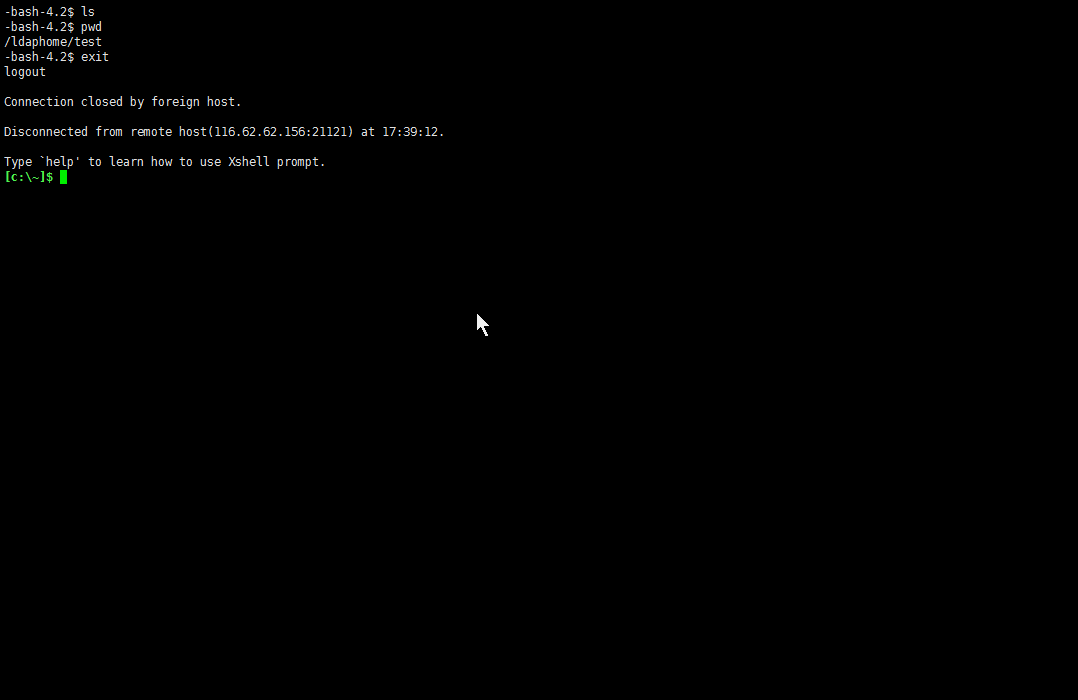 -bash-4.2$ ls
-bash-4.2$ pwd
/ldaphome/test
-bash-4.2$ exit
logout
Connection closed by foreign host.
Disconnected from remote host(116.62.62.156:21121) at 17:39:12.
Type `help' to learn how to use Xshell prompt.
[c:\~]$